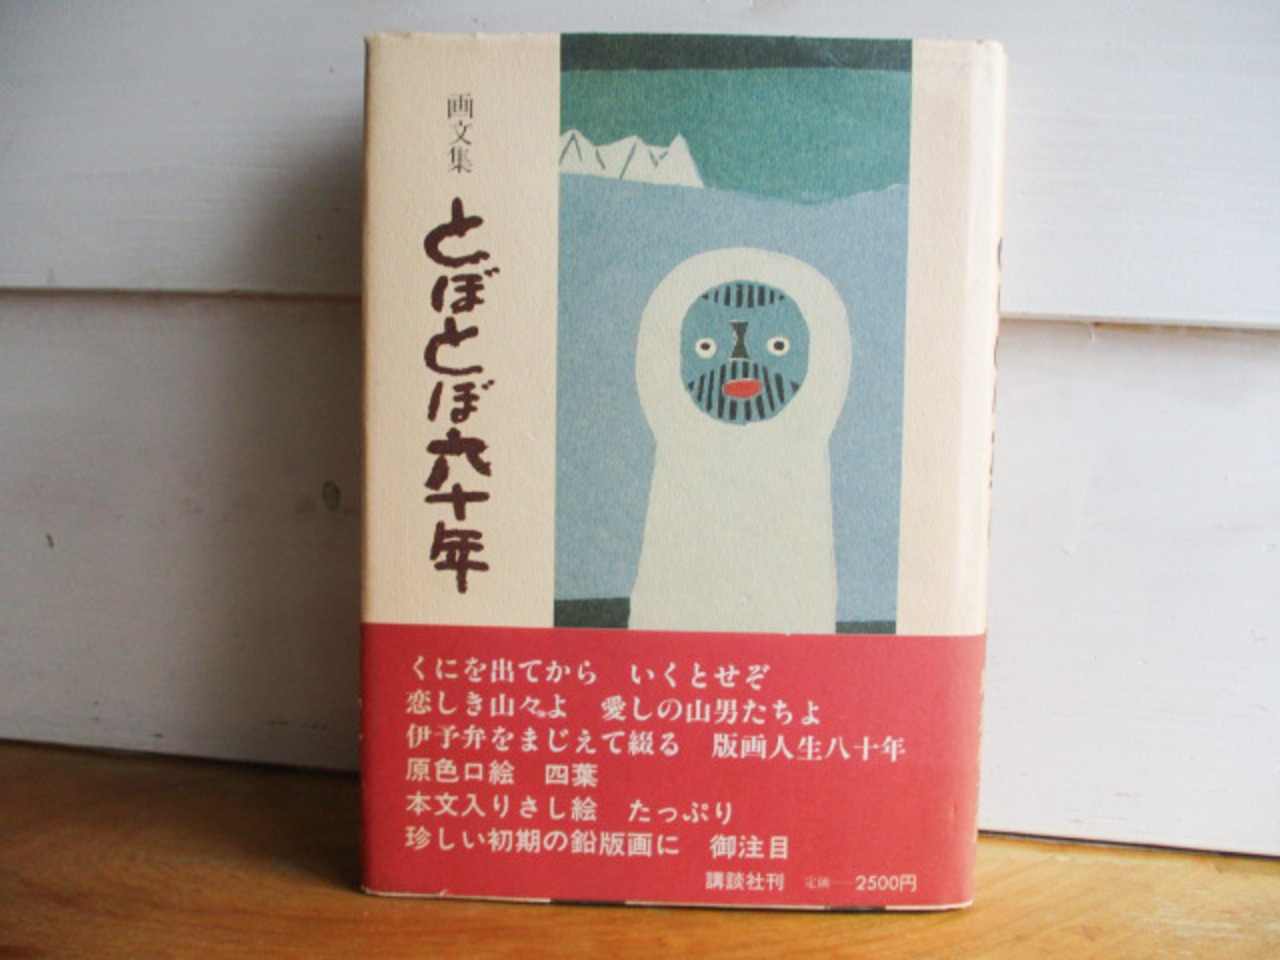 画文集
とぼとぼ六十年
くにを出てから　いくとせぞ
恋しき山々よ　愛しの山男たちよ
伊予弁をまじえて綴る　版画人生八十年
原色口絵　四葉
本文入りさし絵　たっぷり
珍しい初期の鉛版画に　御注目
講談社刊　定価──2500円